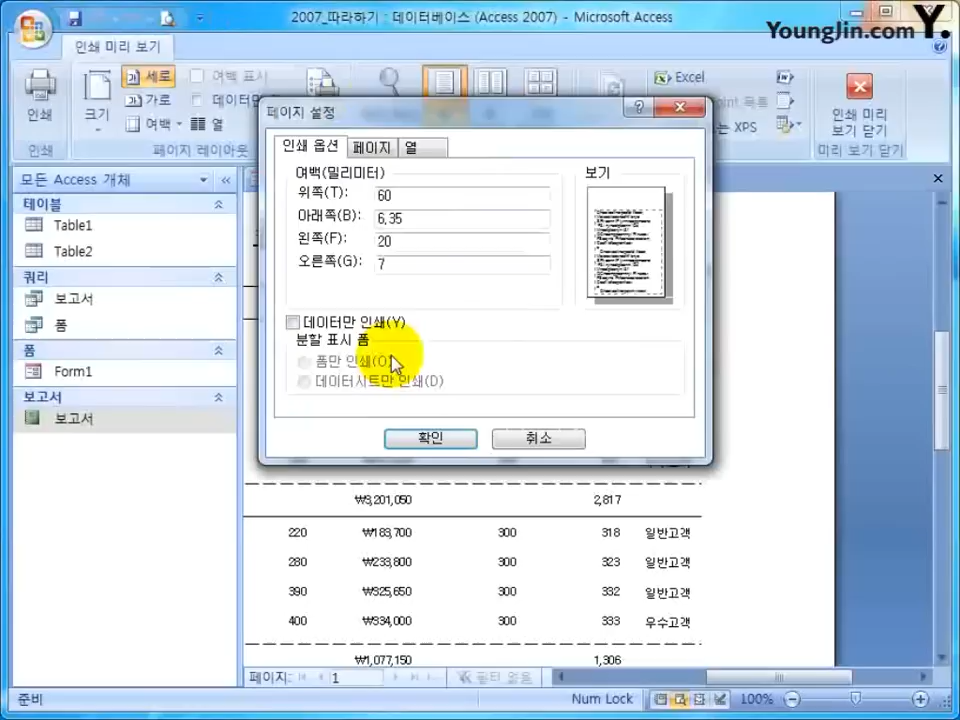 2007_따라하기 : 데이터베이스 (Access 2007) - Microsoft Access
YoungJin.com Y.
인쇄 미리 보기
인쇄
크기
세로
가로
여백
여백 표시
열
Excel
XPS
인쇄 미리
보기 닫기
인쇄
페이지 레이아웃
미리 보기 닫기
모든 Access 개체
테이블
Table1
Table2
쿼리
보고서
폼
폼
Form1
보고서
보고서
페이지 설정
인쇄 옵션 페이지 열
여백(밀리미터)
위쪽(T): 60
아래쪽(B): 6.35
왼쪽(F): 20
오른쪽(G): 7
보기
데이터만 인쇄(Y)
분할 표시 폼
폼만 인쇄(O)
데이터시트만 인쇄(D)
확인 취소
₩3,201,050 2,817
220 ₩183,700 300 318 일반고객
280 ₩233,800 300 323 일반고객
390 ₩325,650 300 332 일반고객
400 ₩334,000 300 333 우수고객
₩1,077,150 1,306
페이지: 1 필터 없음
준비 Num Lock 100%